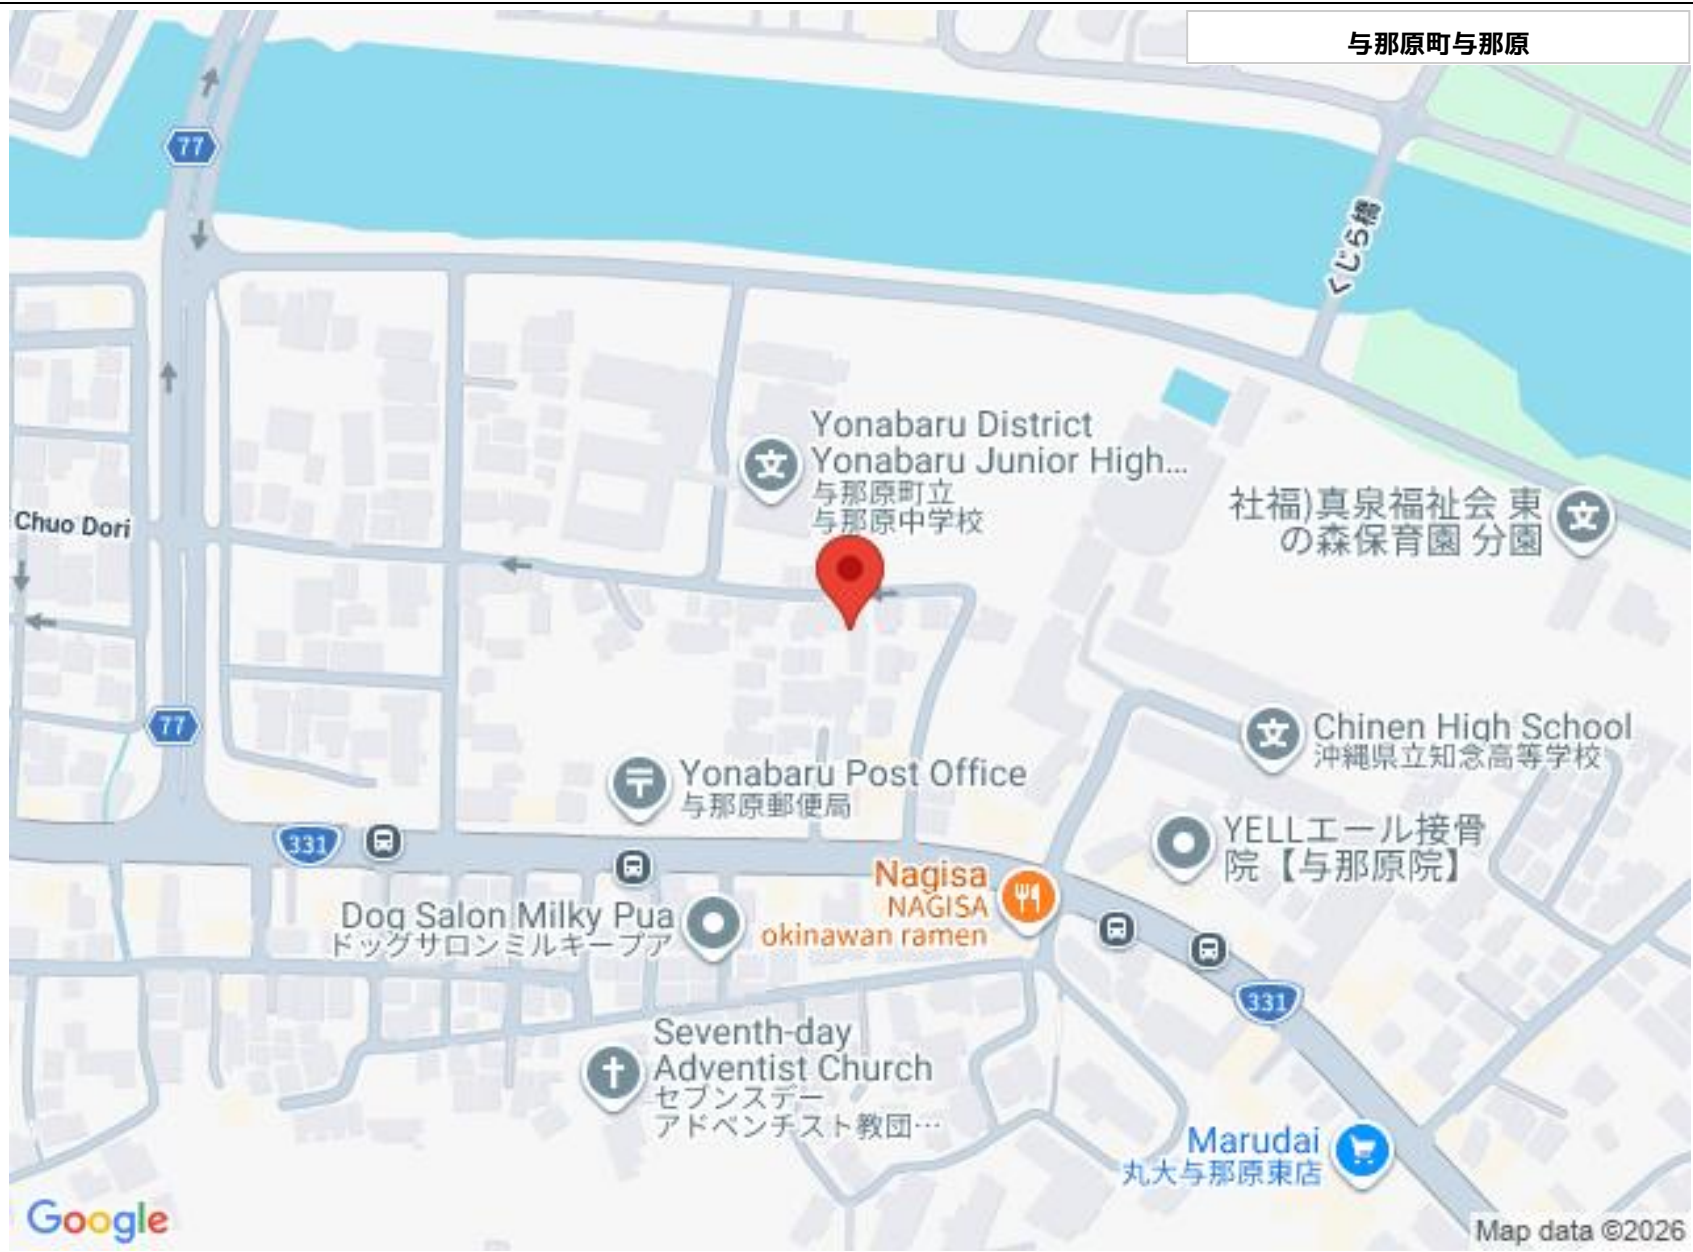 与那原町与那原
77
くじら橋
Yonabaru District
Yonabaru Junior High...
与那原町立
与那原中学校
社福)真泉福祉会 東
の森保育園 分園
Chuo Dori
77
Chinen High School
沖縄県立知念高等学校
Yonabaru Post Office
与那原郵便局
331
YELLエール接骨
院【与那原院】
Nagisa
NAGISA
okinawan ramen
Dog Salon Milky Pua
ドッグサロンミルキープア
331
Seventh-day
Adventist Church
セブンスデー
アドベンチスト教団…
Marudai
丸大与那原東店
Google
Map data ©2026